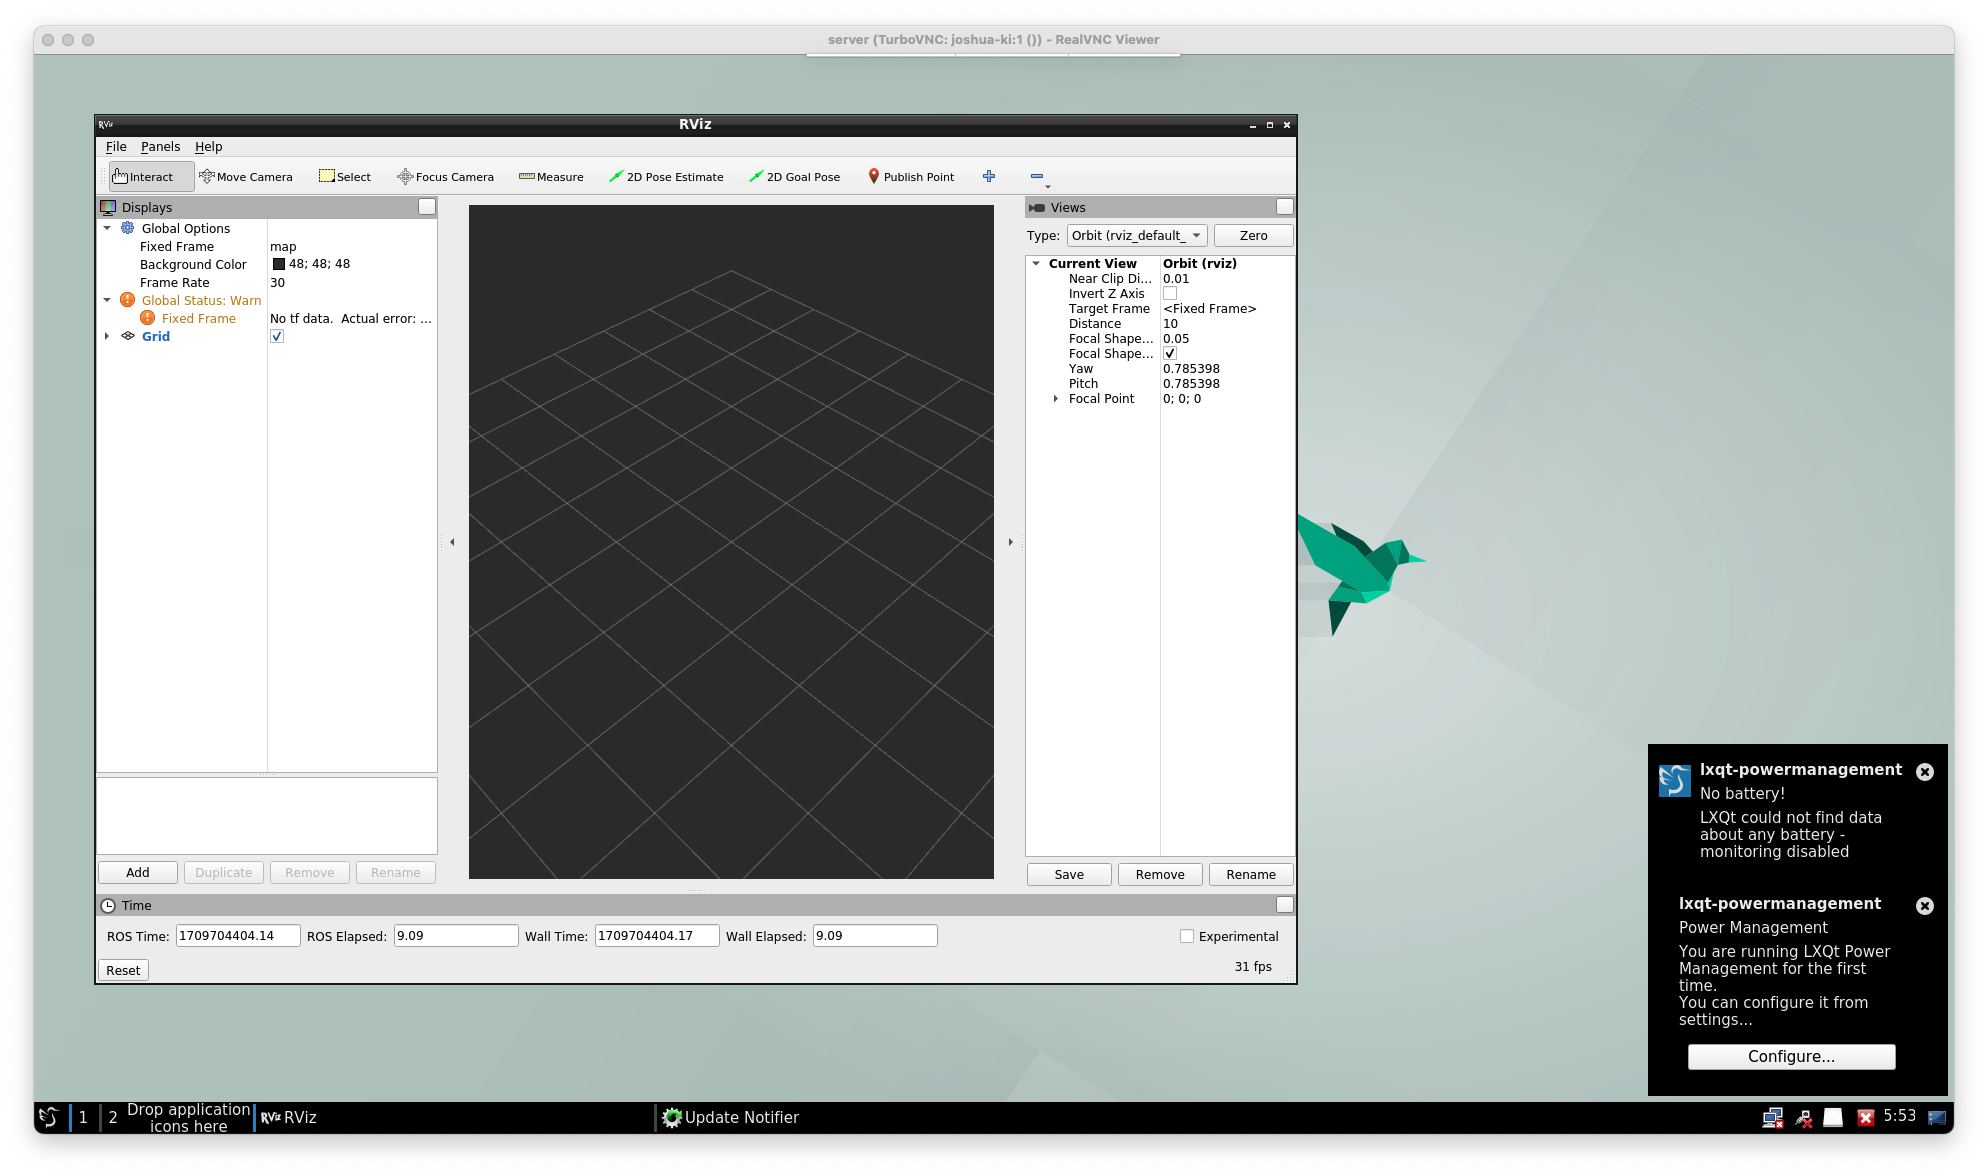 server (TurboVNC: joshua-ki:1 ()) - RealVNC Viewer
RViz
RViz
File Panels Help
Interact Move Camera Select Focus Camera Measure 2D Pose Estimate 2D Goal Pose Publish Point
Displays
Global Options
Fixed Frame map
Background Color 48; 48; 48
Frame Rate 30
Global Status: Warn
Fixed Frame No tf data. Actual error: ...
Grid
Add Duplicate Remove Rename
Views
Type: Orbit (rviz_default_ Zero
Current View Orbit (rviz)
Near Clip Di... 0.01
Invert Z Axis
Target Frame <Fixed Frame>
Distance 10
Focal Shape... 0.05
Focal Shape...
Yaw 0.785398
Pitch 0.785398
Focal Point 0; 0; 0
Save Remove Rename
Time
ROS Time: 1709704404.14 ROS Elapsed: 9.09 Wall Time: 1709704404.17 Wall Elapsed: 9.09 Experimental
Reset 31 fps
lxqt-powermanagement
No battery!
LXQt could not find data
about any battery -
monitoring disabled
lxqt-powermanagement
Power Management
You are running LXQt Power
Management for the first
time.
You can configure it from
settings...
Configure...
1 2 Drop application
icons here
RViz RViz
Update Notifier
5:53